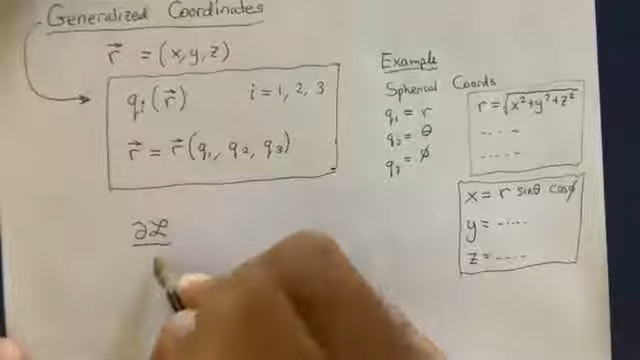 Generalized Coordinates
r⃗ = (x, y, z)
qᵢ(r⃗) i = 1, 2, 3
r⃗ = r⃗(q₁, q₂, q₃)
∂ℒ
Example
Spherical Coords
q₁ = r
q₂ = θ
q₃ = ϕ
r = √x²+y²+z²
....
....
x = r sinθ cosϕ
y = ....
z = ....